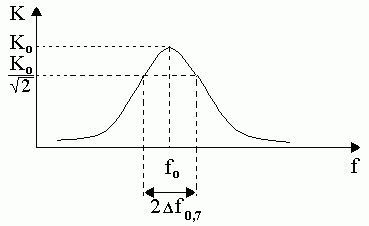 K
K₀
K₀
√2
f₀
f
2Δf₀,₇